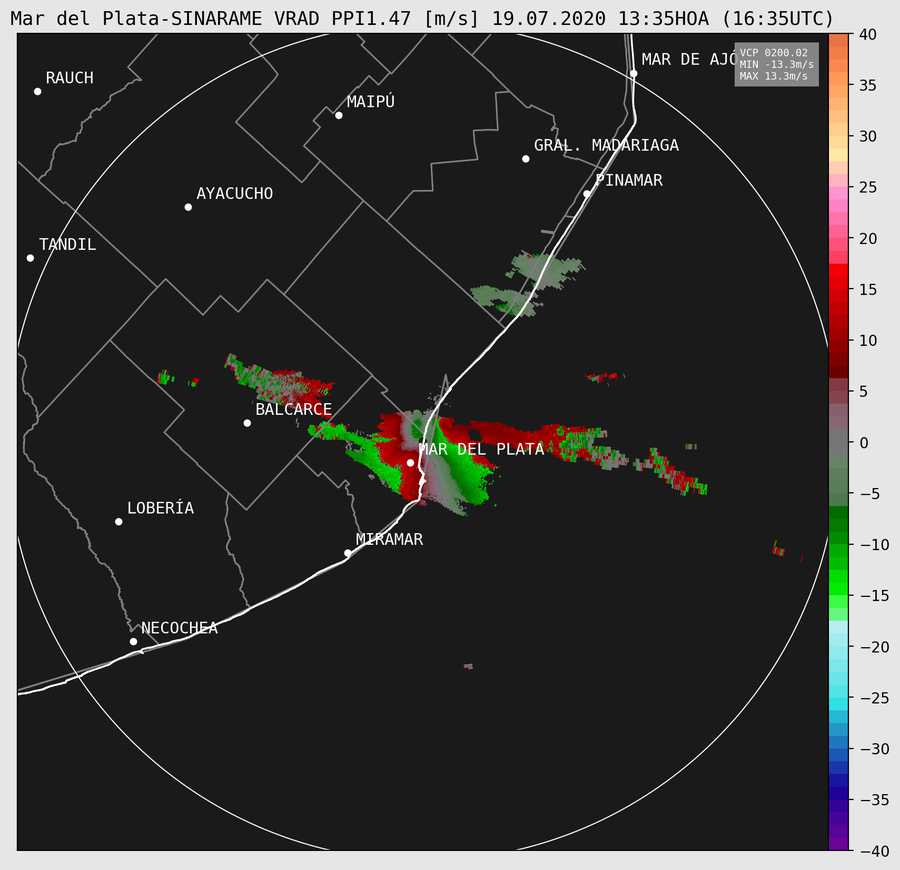 Mar del Plata-SINARAME VRAD PPI1.47 [m/s] 19.07.2020 13:35HOA (16:35UTC)
40
MAR DE AJÓ
VCP 0200.02
MIN -13.3m/s
MAX 13.3m/s
RAUCH
35
MAIPÚ
30
GRAL. MADARIAGA
PINAMAR
25
AYACUCHO
TANDIL
20
15
10
5
BALCARCE
0
MAR DEL PLATA
−5
LOBERÍA
MIRAMAR
−10
−15
NECOCHEA
−20
−25
−30
−35
−40